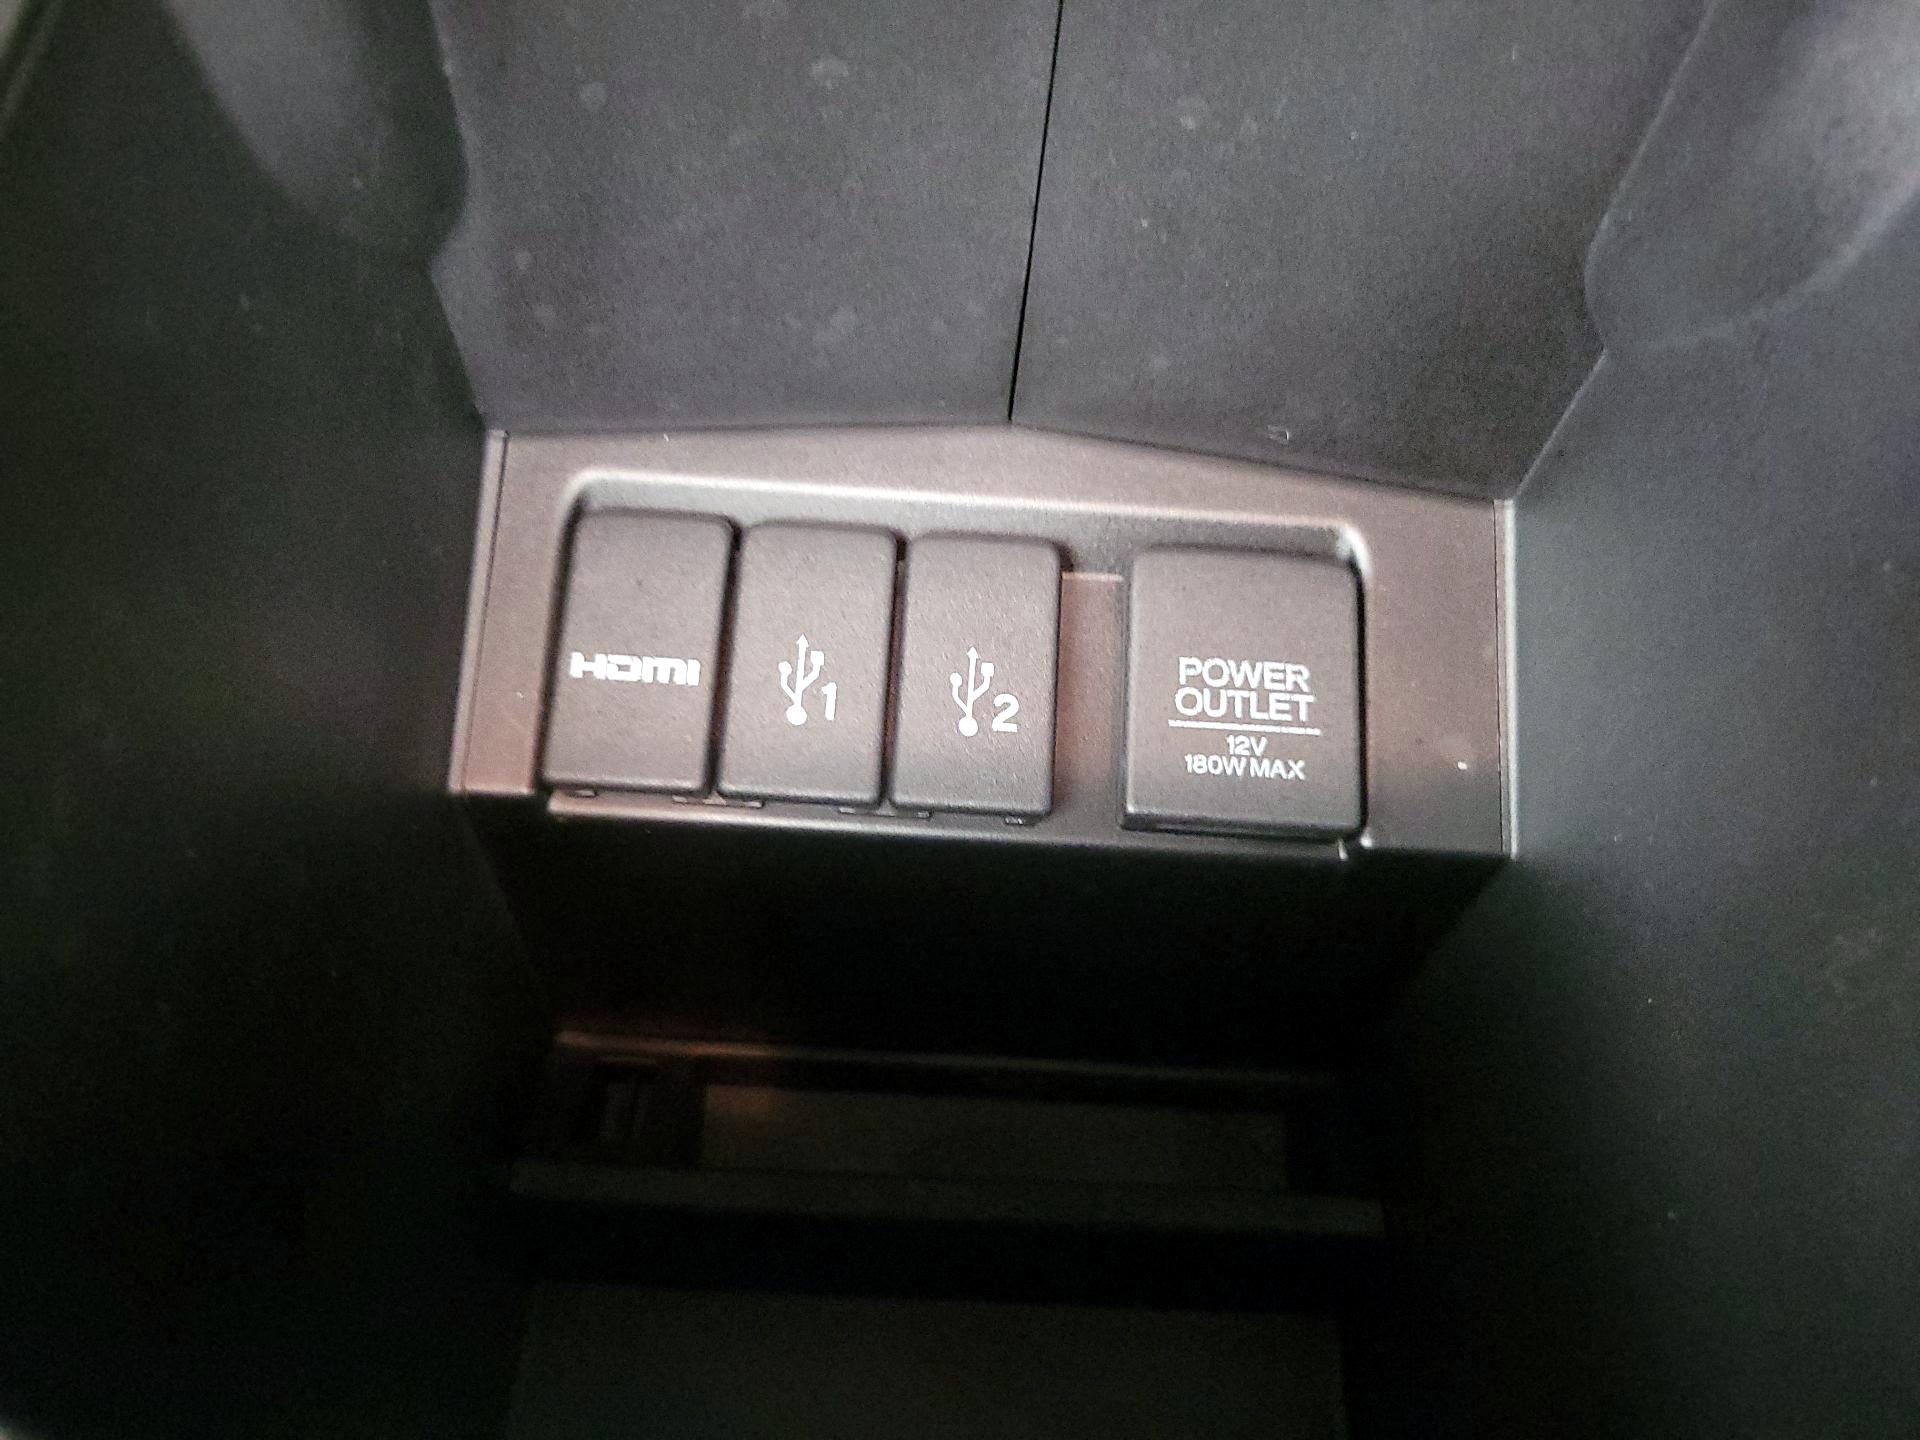 HDMI
1
2
POWER
OUTLET
12V
180W MAX